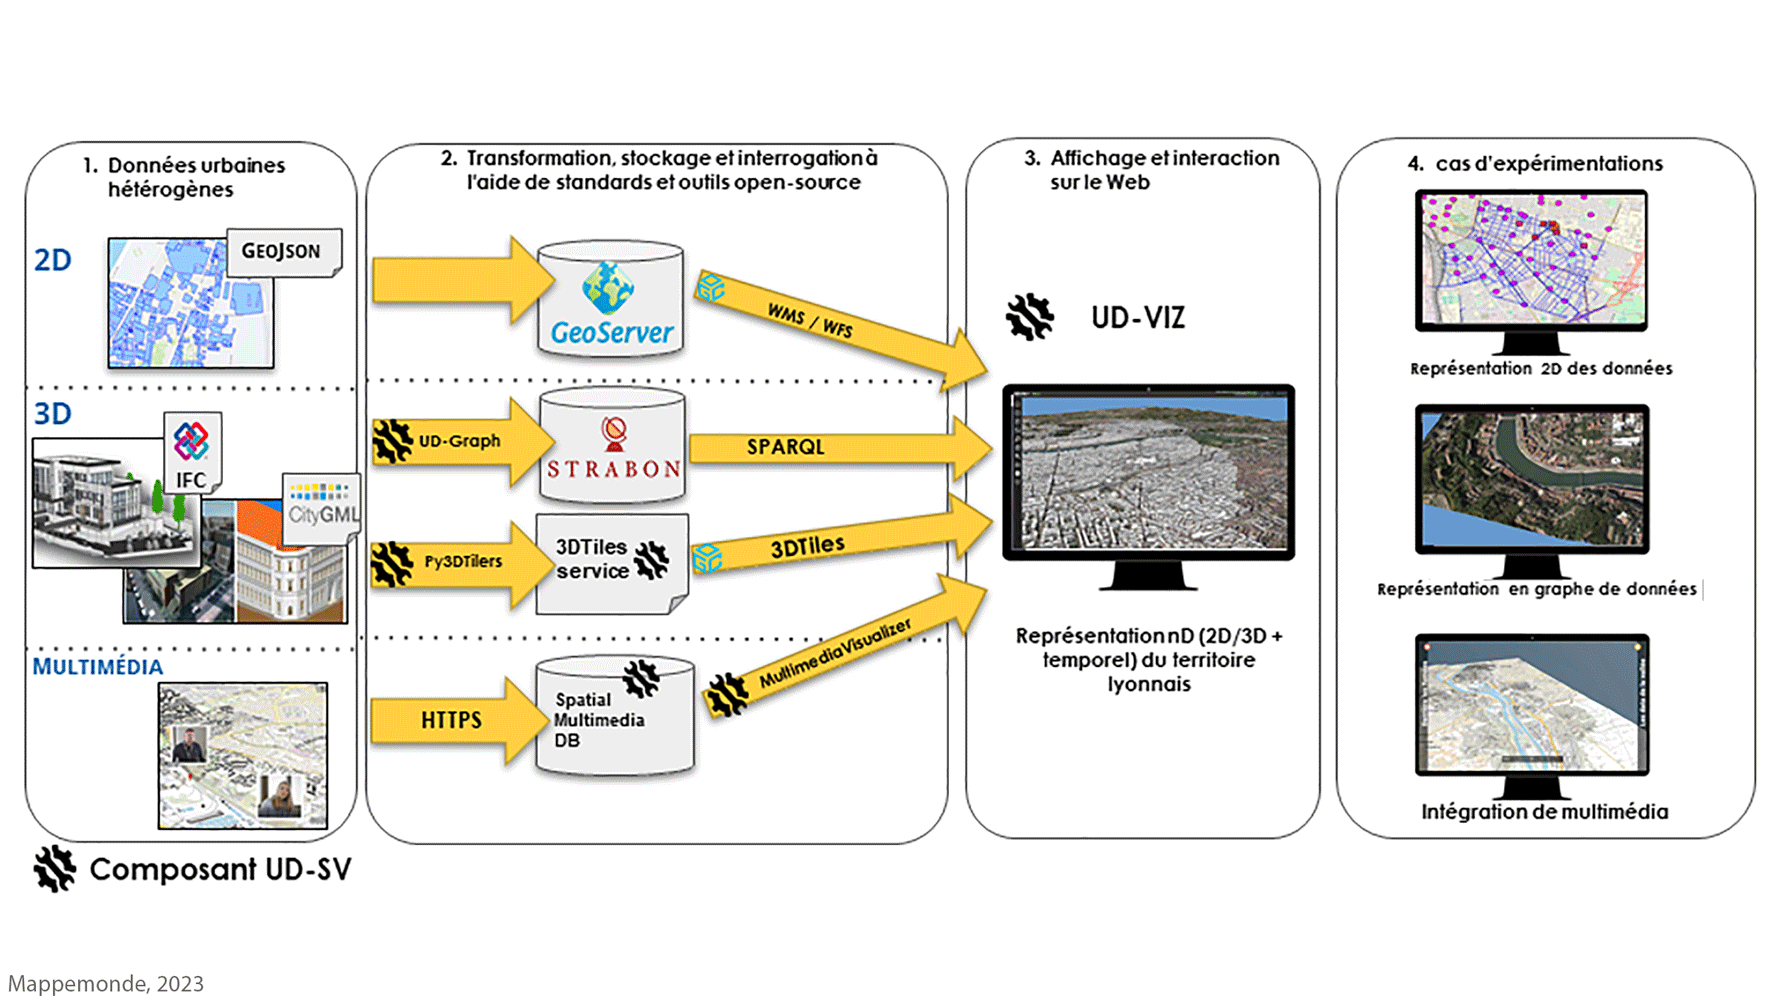 1. Données urbaines
hétérogènes
2D
GEOJSON
3D
IFC
CityGML
MULTIMÉDIA
2. Transformation, stockage et interrogation à
l'aide de standards et outils open-source
GeoServer
WMS / WFS
UD-Graph
STRABON
SPARQL
Py3DTilers
3DTiles
service
3DTiles
HTTPS
Spatial
Multimedia
DB
MultimediaVisualizer
3. Affichage et interaction
sur le Web
UD-VIZ
Représentation nD (2D/3D +
temporel) du territoire
lyonnais
4. cas d'expérimentations
Représentation 2D des données
Représentation en graphe de données
Intégration de multimédia
Composant UD-SV
Mappemonde, 2023